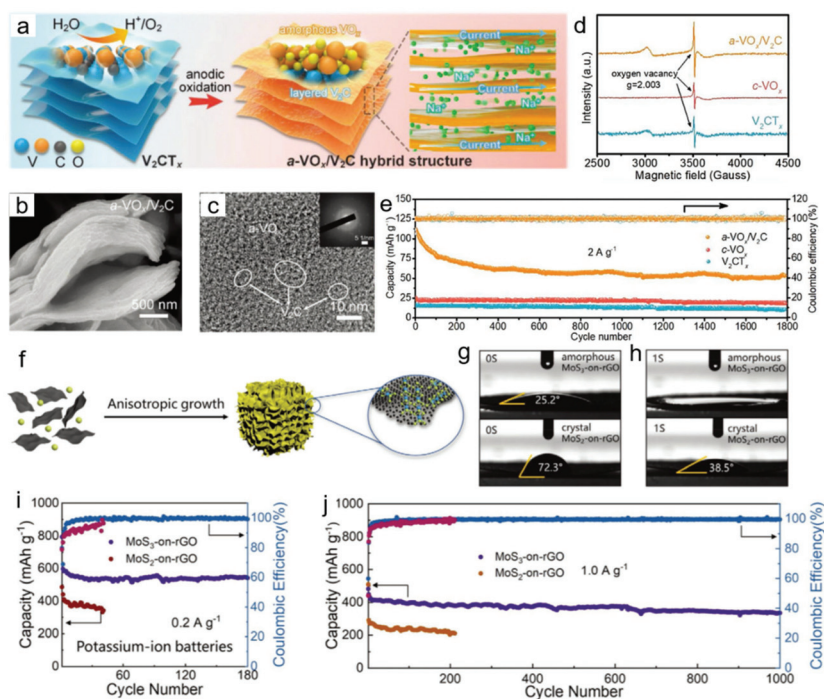 a
H2O
H+/O2
amorphous VOx
anodic
oxidation
layered V2C
V2CTx
a-VOx/V2C hybrid structure
V C O
Current
Na+
Na+
Current
Na+
Na+
Current
d
Intensity (a.u.)
a-VOx/V2C
oxygen vacancy
g=2.003
c-VOx
V2CTx
2500 3000 3500 4000 4500
Magnetic field (Gauss)
b
a-VOx/V2C
500 nm
c
a-VOx
V2C
10 nm
e
Capacity (mAh g-1)
150
125
100
75
50
25
0
a-VOx/V2C
c-VOx
V2CTx
2 A g-1
0 200 400 600 800 1000 1200 1400 1600 1800
Cycle number
120
100
80
60
40
20
0
Coulombic efficiency (%)
f
Anisotropic growth
g
0S
amorphous
MoS3-on-rGO
25.2°
0S
crystal
MoS2-on-rGO
72.3°
h
1S
amorphous
MoS3-on-rGO
1S
crystal
MoS2-on-rGO
38.5°
i
Capacity (mAh g-1)
1000
800
600
400
200
0
MoS3-on-rGO
MoS2-on-rGO
0.2 A g-1
Potassium-ion batteries
0 60 120 180
Cycle Number
100
80
60
40
20
0
Coulombic Efficiency(%)
j
Capacity (mAh g-1)
1000
800
600
400
200
0
MoS3-on-rGO
MoS2-on-rGO
1.0 A g-1
0 200 400 600 800 1000
Cycle Number
100
80
60
40
20
0
Coulombic Efficiency(%)